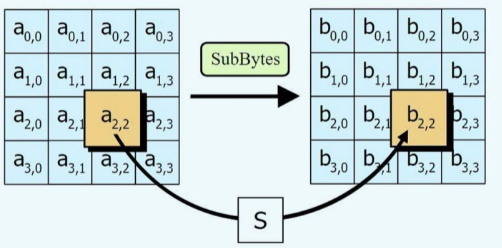 a0,0 a0,1 a0,2 a0,3
b0,0 b0,1 b0,2 b0,3
SubBytes
a1,0 a1,1 a1,2 a1,3
b1,0 b1,1 b1,2 b1,3
a2,0 a2,1 a2,2 a2,3
b2,0 b2,1 b2,2 b2,3
a3,0 a3,1 a3,2 a3,3
b3,0 b3,1 b3,2 b3,3
S